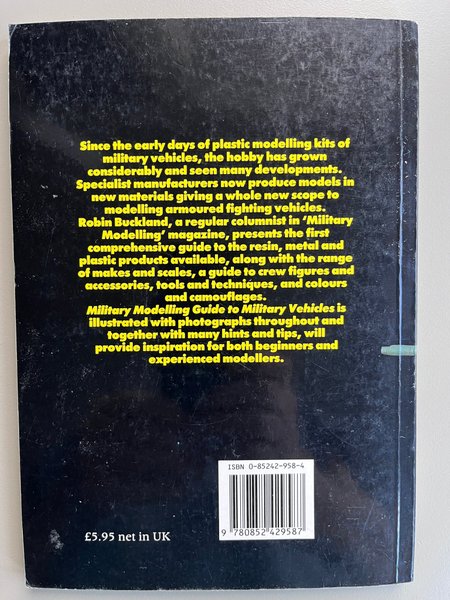 Since the early days of plastic modelling kits of
military vehicles, the hobby has grown
considerably and seen many developments.
Specialist manufacturers now produce models in
new materials giving a whole new scope to
modelling armoured fighting vehicles.
Robin Buckland, a regular columnist in 'Military
Modelling' magazine, presents the first
comprehensive guide to the resin, metal and
plastic products available, along with the range
of makes and scales, a guide to crew figures and
accessories, tools and techniques, and colours
and camouflages.
Military Modelling Guide to Military Vehicles is
illustrated with photographs throughout and
together with many hints and tips, will
provide inspiration for both beginners and
experienced modellers.
ISBN 0-85242-958-4
9 780852 429587
£5.95 net in UK